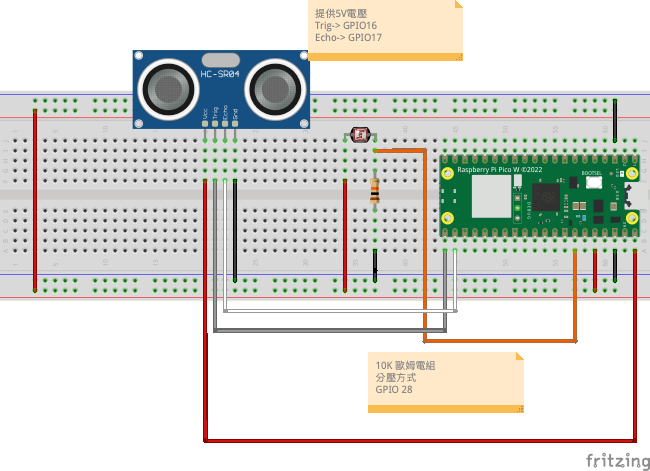 提供5V電壓
Trig-> GPIO16
Echo-> GPIO17
HC-SR04
Vcc
Trig
Echo
Gnd
Raspberry Pi Pico W ©2022
BOOTSEL
10K 歐姆電組
分壓方式
GPIO 28
fritzing